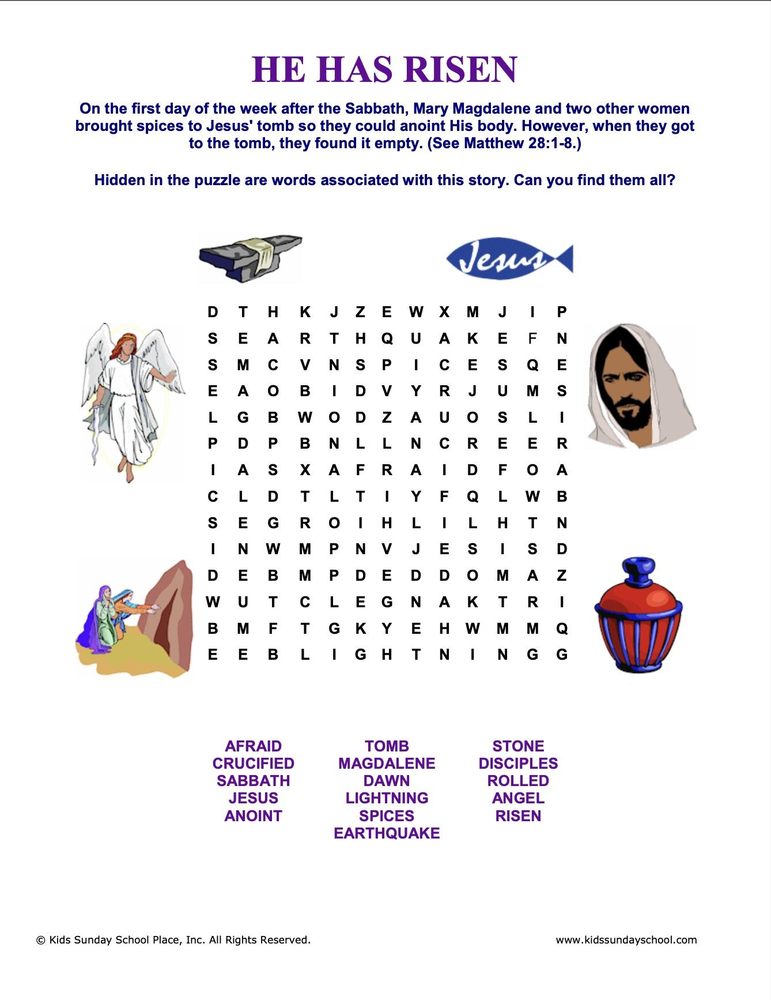 HE HAS RISEN
On the first day of the week after the Sabbath, Mary Magdalene and two other women
brought spices to Jesus' tomb so they could anoint His body. However, when they got
to the tomb, they found it empty. (See Matthew 28:1-8.)
Hidden in the puzzle are words associated with this story. Can you find them all?
Jesus
D T H K J Z E W X M J I P
S E A R T H Q U A K E F N
S M C V N S P I C E S Q E
E A O B I D V Y R J U M S
L G B W O D Z A U O S L I
P D P B N L L N C R E E R
I A S X A F R A I D F O A
C L D T L T I Y F Q L W B
S E G R O I H L I L H T N
I N W M P N V J E S I S D
D E B M P D E D D O M A Z
W U T C L E G N A K T R I
B M F T G K Y E H W M M Q
E E B L I G H T N I N G G
AFRAID TOMB STONE
CRUCIFIED MAGDALENE DISCIPLES
SABBATH DAWN ROLLED
JESUS LIGHTNING ANGEL
ANOINT SPICES RISEN
EARTHQUAKE
© Kids Sunday School Place, Inc. All Rights Reserved. www.kidssundayschool.com